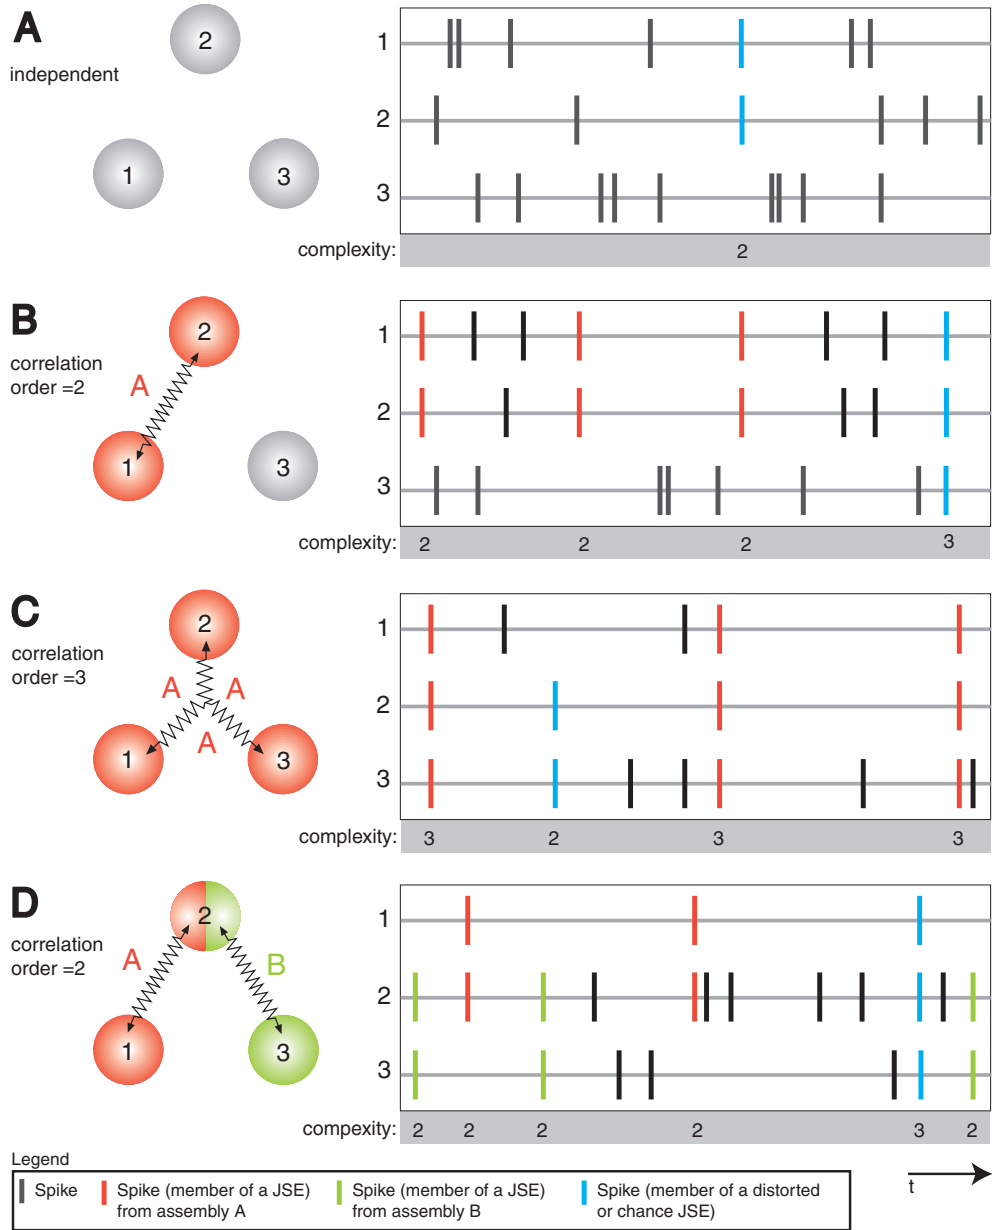 A
independent
2
1
3
1
2
3
complexity:
2
B
correlation
order =2
A
2
1
3
1
2
3
complexity:
2 2 2 3
C
correlation
order =3
2
A A
A
1
3
1
2
3
complexity:
3 2 3 3
D
correlation
order =2
2
A
B
1
3
1
2
3
compexity:
2 2 2 2 3 2
Legend
Spike
Spike (member of a JSE)
from assembly A
Spike (member of a JSE)
from assembly B
Spike (member of a distorted
or chance JSE)
t